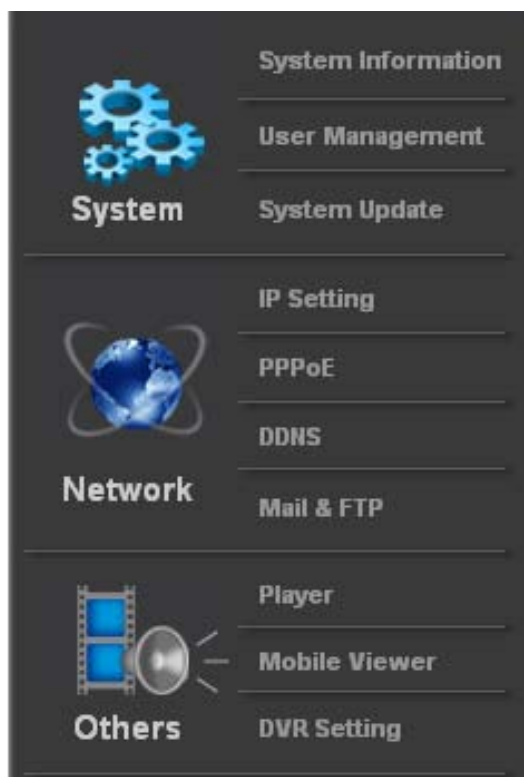 System
System Information
User Management
System Update
Network
IP Setting
PPPoE
DDNS
Mail & FTP
Others
Player
Mobile Viewer
DVR Setting